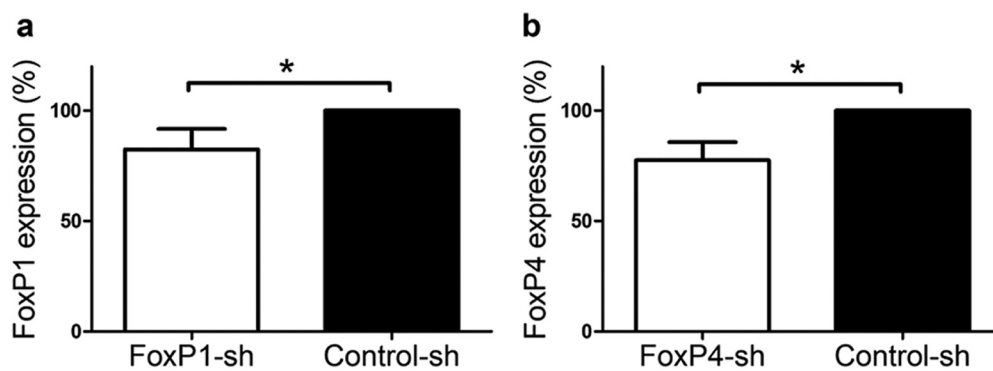 a
*
FoxP1 expression (%)
100
50
0
FoxP1-sh Control-sh
b
*
FoxP4 expression (%)
100
50
0
FoxP4-sh Control-sh